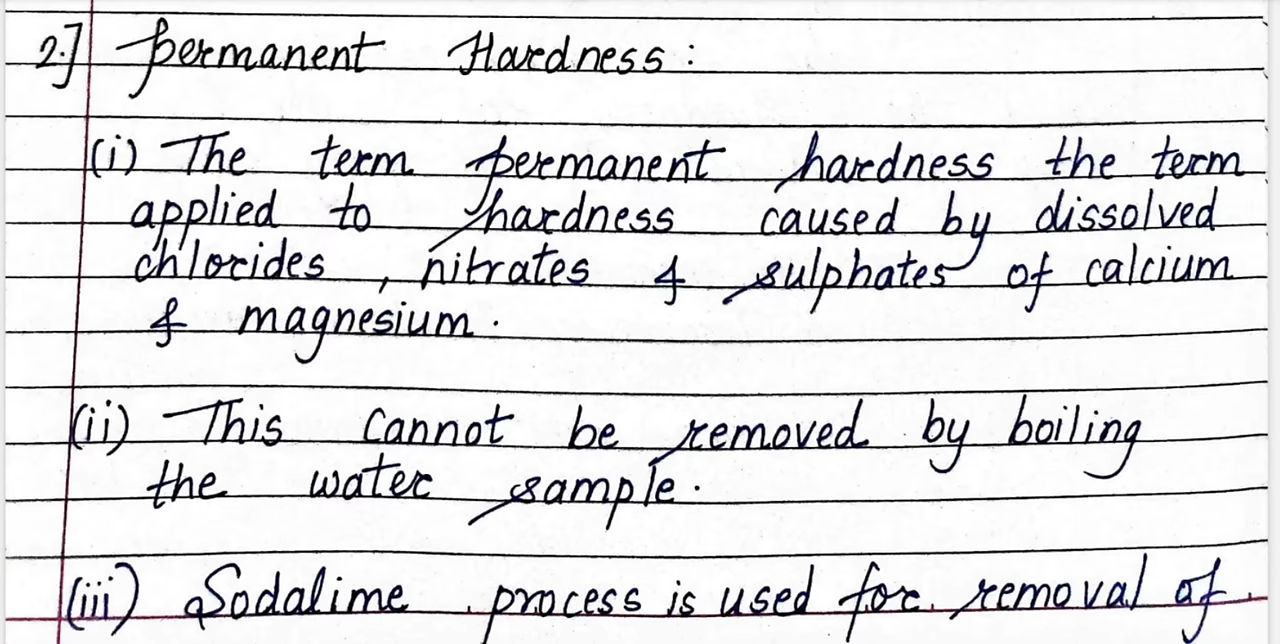 2.] Permanent Hardness :
(i) The term permanent hardness the term
applied to hardness caused by dissolved
chlorides , nitrates & sulphates of calcium
& magnesium .
(ii) This cannot be removed by boiling
the water sample .
(iii) Sodalime process is used for removal of